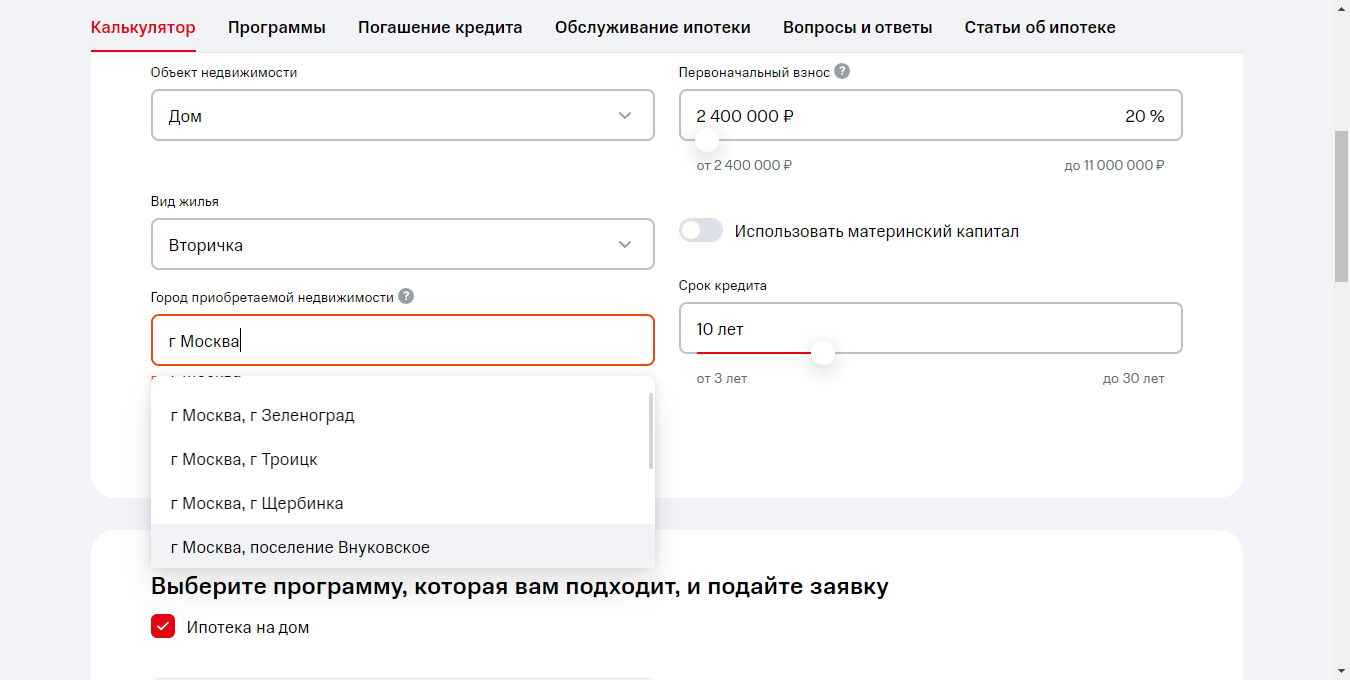 Калькулятор Программы Погашение кредита Обслуживание ипотеки Вопросы и ответы Статьи об ипотеке
Объект недвижимости
Дом
Первоначальный взнос ?
2 400 000 ₽ 20 %
от 2 400 000 ₽ до 11 000 000 ₽
Вид жилья
Вторичка
Использовать материнский капитал
Город приобретаемой недвижимости ?
г Москва
Срок кредита
10 лет
от 3 лет до 30 лет
г Москва, г Зеленоград
г Москва, г Троицк
г Москва, г Щербинка
г Москва, поселение Внуковское
Выберите программу, которая вам подходит, и подайте заявку
Ипотека на дом